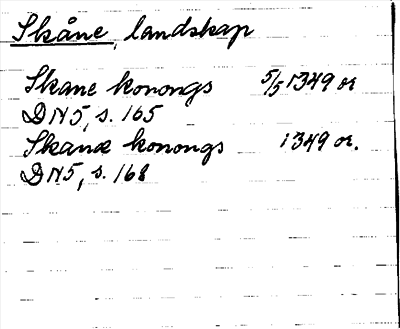 Skåne, landskap
Skane konongs 5/5 1349 or
DN5, s. 165
Skanæ konongs 1349 or.
DN5, s. 168